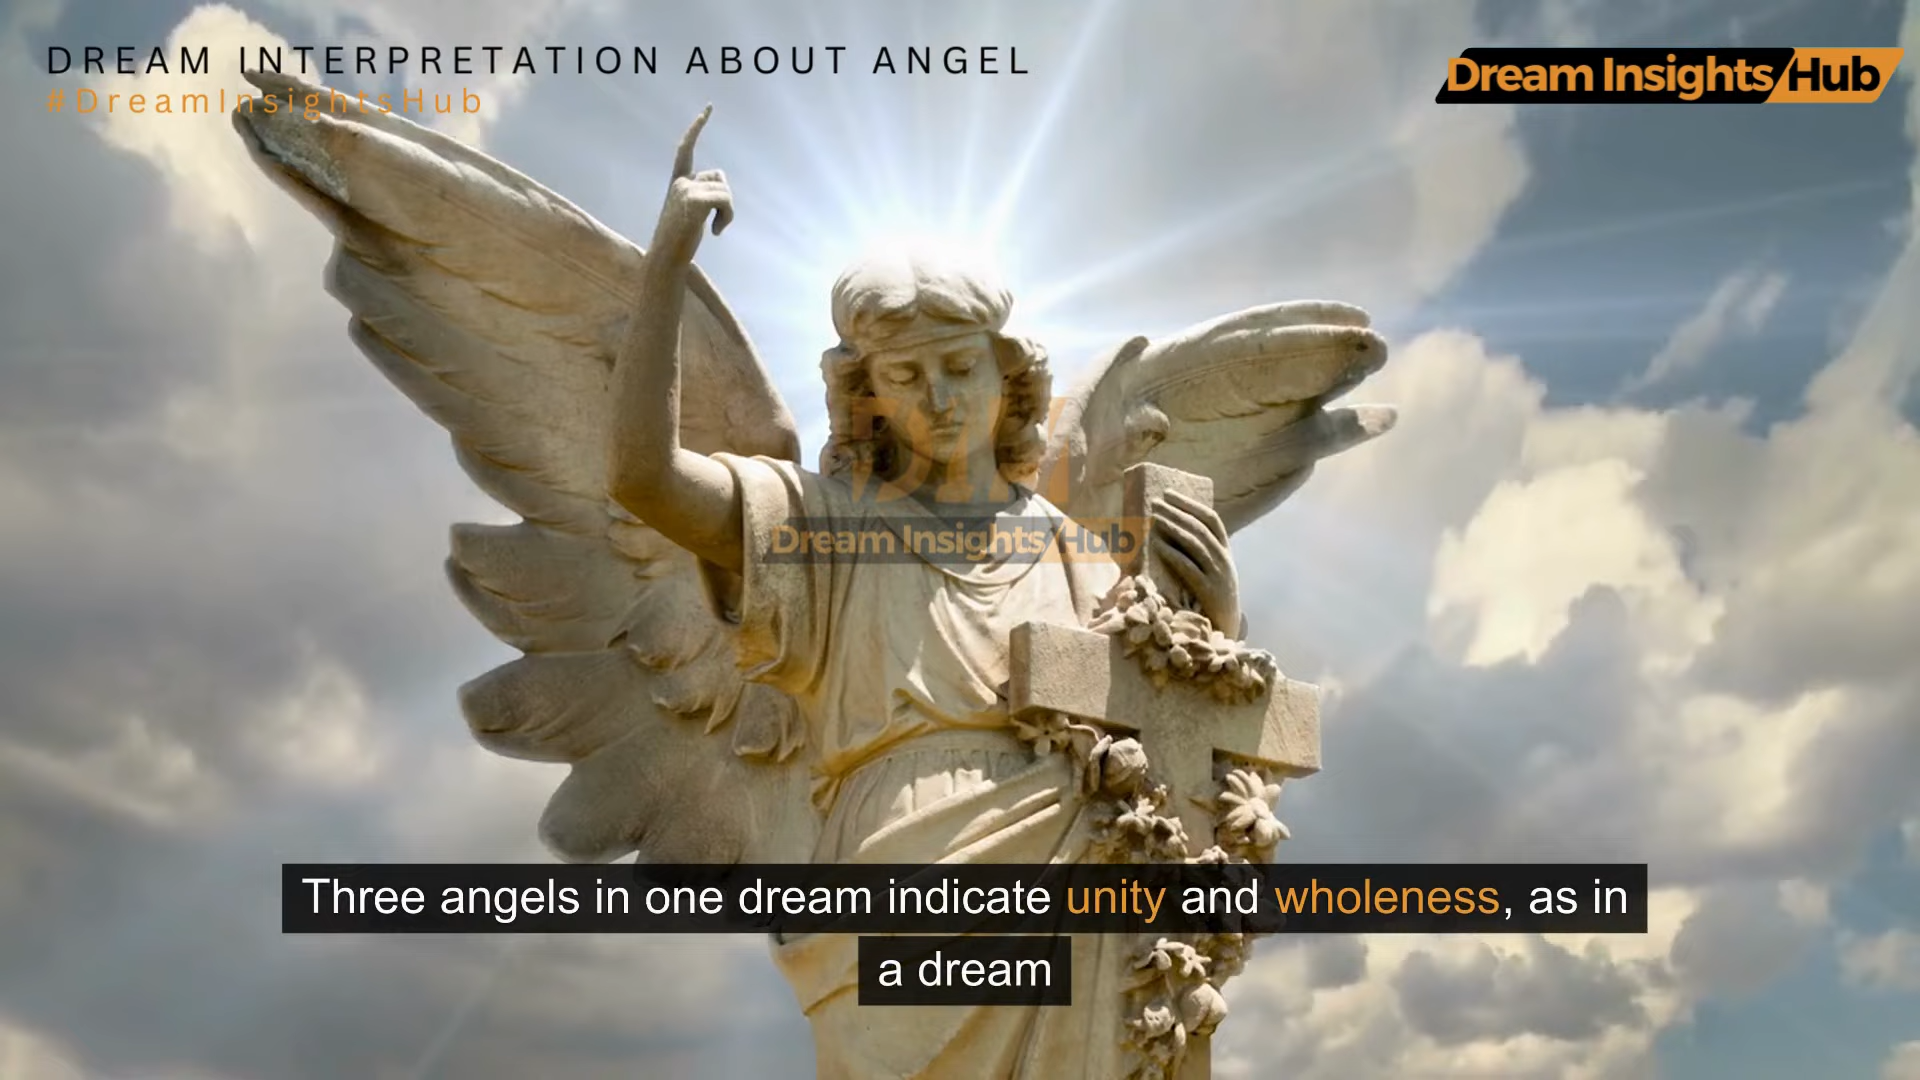 DREAM INTERPRETATION ABOUT ANGEL
#DreamInsightsHub
Dream Insights Hub
DIH
Dream Insights Hub
Three angels in one dream indicate unity and wholeness, as in
a dream